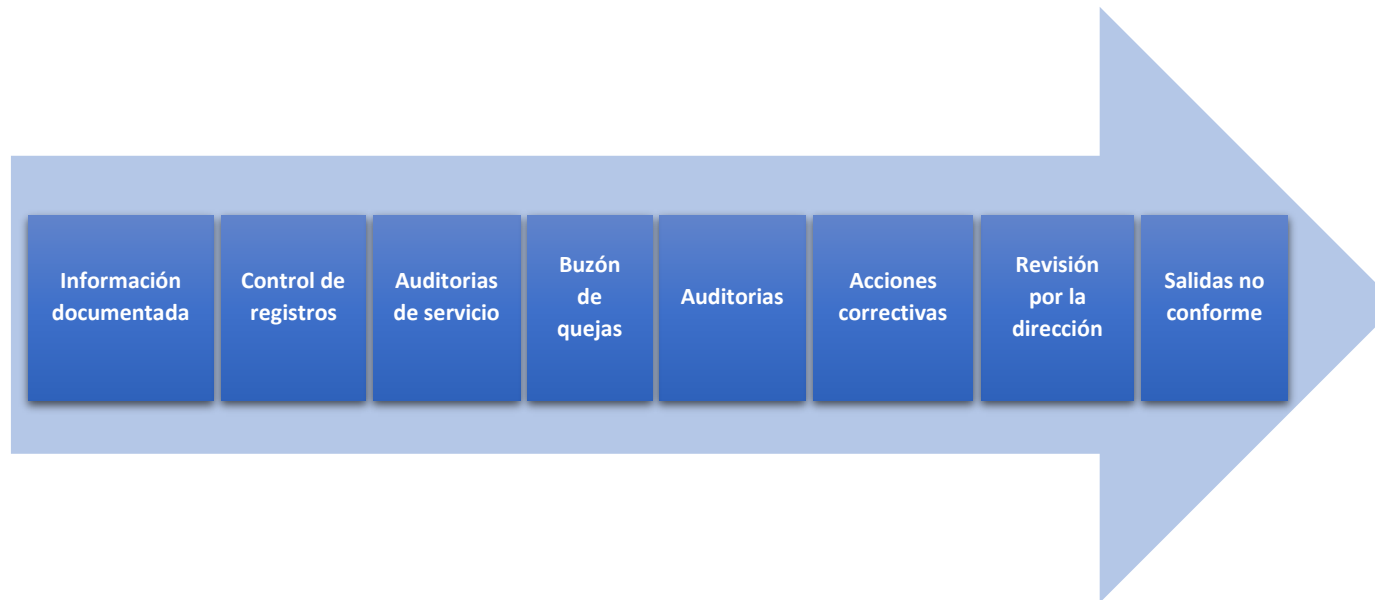 Información
documentada
Control de
registros
Auditorias
de servicio
Buzón
de
quejas
Auditorias
Acciones
correctivas
Revisión
por la
dirección
Salidas no
conforme